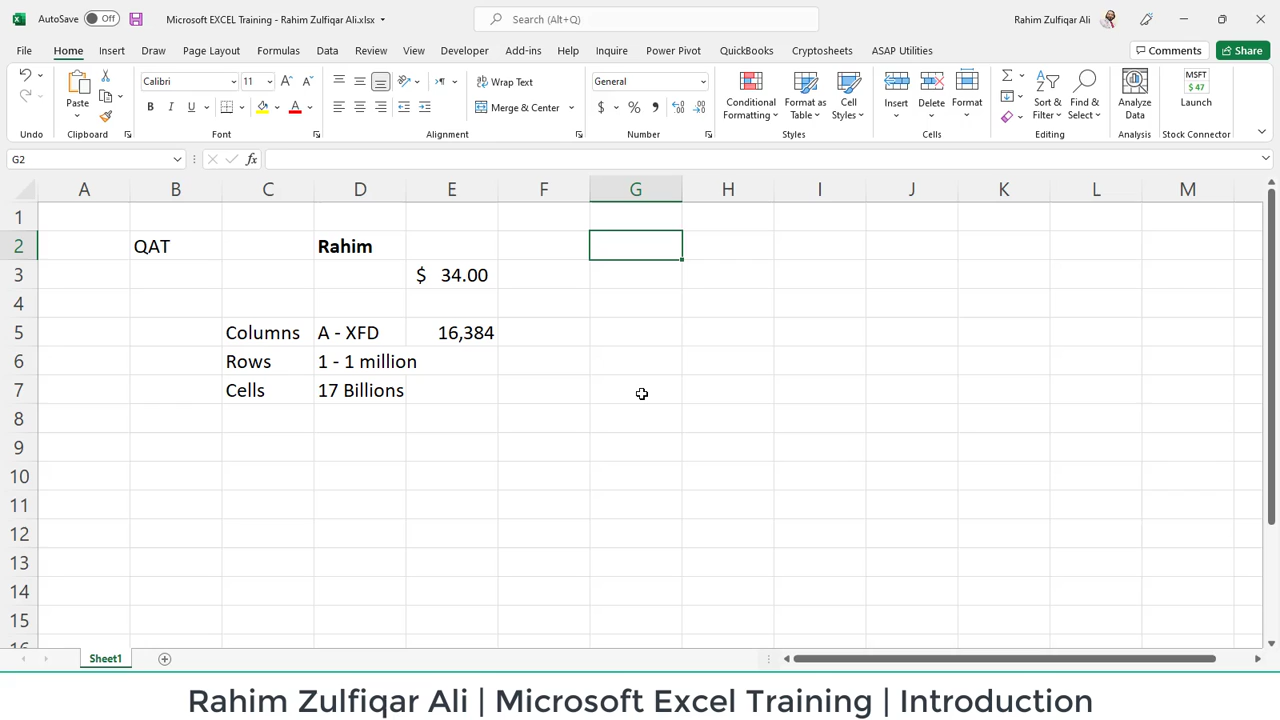 AutoSave Off Microsoft EXCEL Training - Rahim Zulfiqar Ali.xlsx Search (Alt+Q) Rahim Zulfiqar Ali
File Home Insert Draw Page Layout Formulas Data Review View Developer Add-ins Help Inquire Power Pivot QuickBooks Cryptosheets ASAP Utilities Comments Share
Calibri 11 Wrap Text General MSFT
$ 47
Paste B I U Merge & Center $ % Conditional Formatting Format as Table Cell Styles Insert Delete Format Sort & Filter Find & Select Analyze Data Launch
Undo Clipboard Font Alignment Number Styles Cells Editing Analysis Stock Connector
G2 fx
A B C D E F G H I J K L M
1
2 QAT Rahim
3 $ 34.00
4
5 Columns A - XFD 16,384
6 Rows 1 - 1 million
7 Cells 17 Billions
8
9
10
11
12
13
14
15
16
Sheet1
Rahim Zulfiqar Ali | Microsoft Excel Training | Introduction